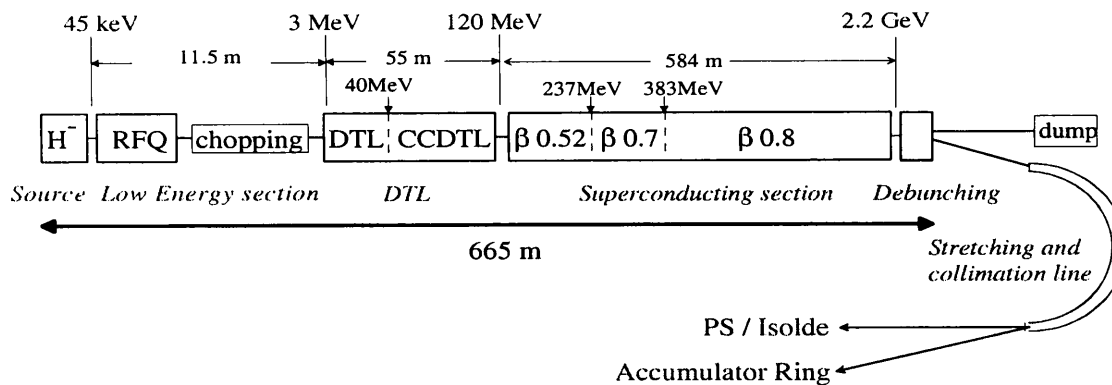 45 keV 3 MeV 120 MeV 2.2 GeV
11.5 m 55 m 584 m
40MeV 237MeV 383MeV
H⁻ RFQ chopping DTL CCDTL β 0.52 β 0.7 β 0.8 dump
Source Low Energy section DTL Superconducting section Debunching
665 m
Stretching and
collimation line
PS / Isolde
Accumulator Ring